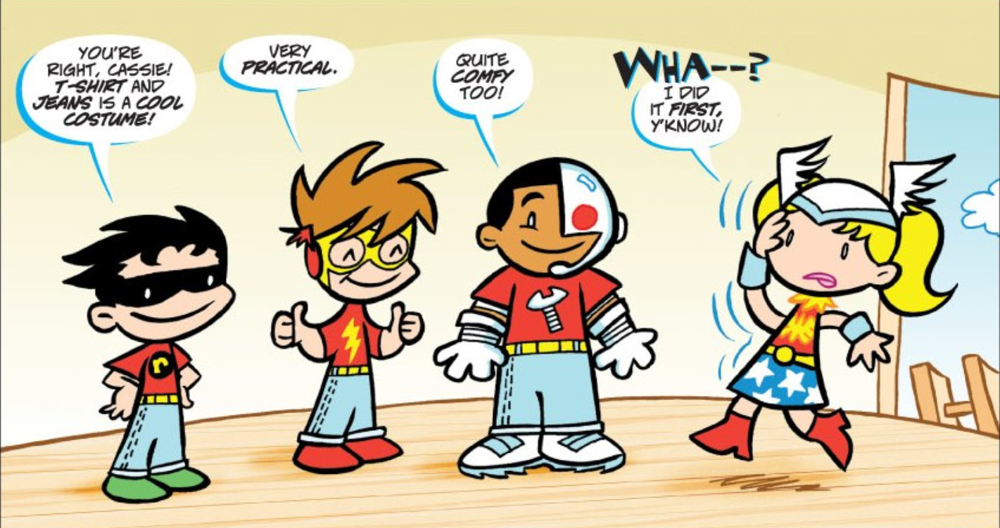 YOU'RE
RIGHT, CASSIE!
T-SHIRT AND
JEANS IS A COOL
COSTUME!
VERY
PRACTICAL.
QUITE
COMFY
TOO!
WHA--?
I DID
IT FIRST,
Y'KNOW!
r